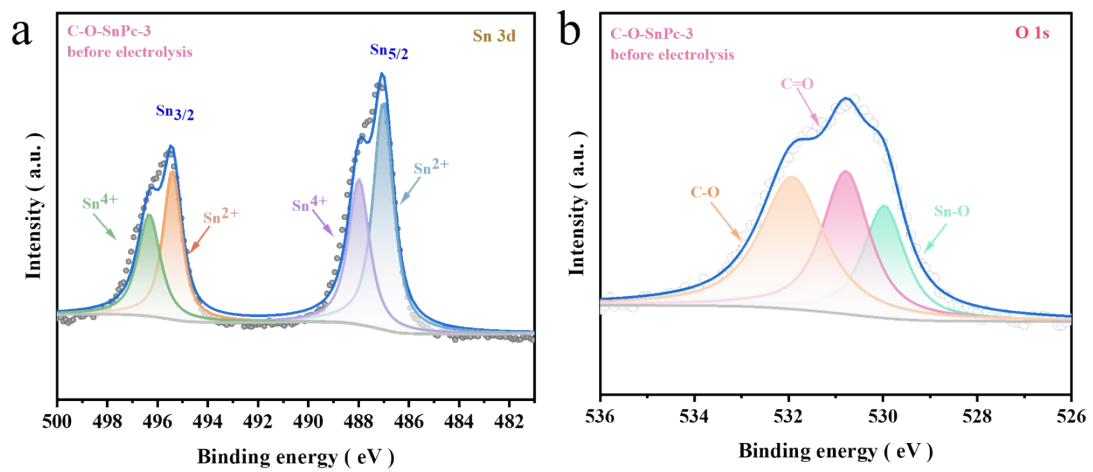 a
C-O-SnPc-3
before electrolysis
Sn 3d
Sn5/2
Sn3/2
Sn4+
Sn2+
Sn4+
Sn2+
Intensity ( a.u. )
500 496 494 492 490 488 486 484 482
Binding energy ( eV )
b
C-O-SnPc-3
before electrolysis
O 1s
C=O
C-O
Sn-O
Intensity ( a.u. )
536 534 532 530 528 526
Binding energy ( eV )